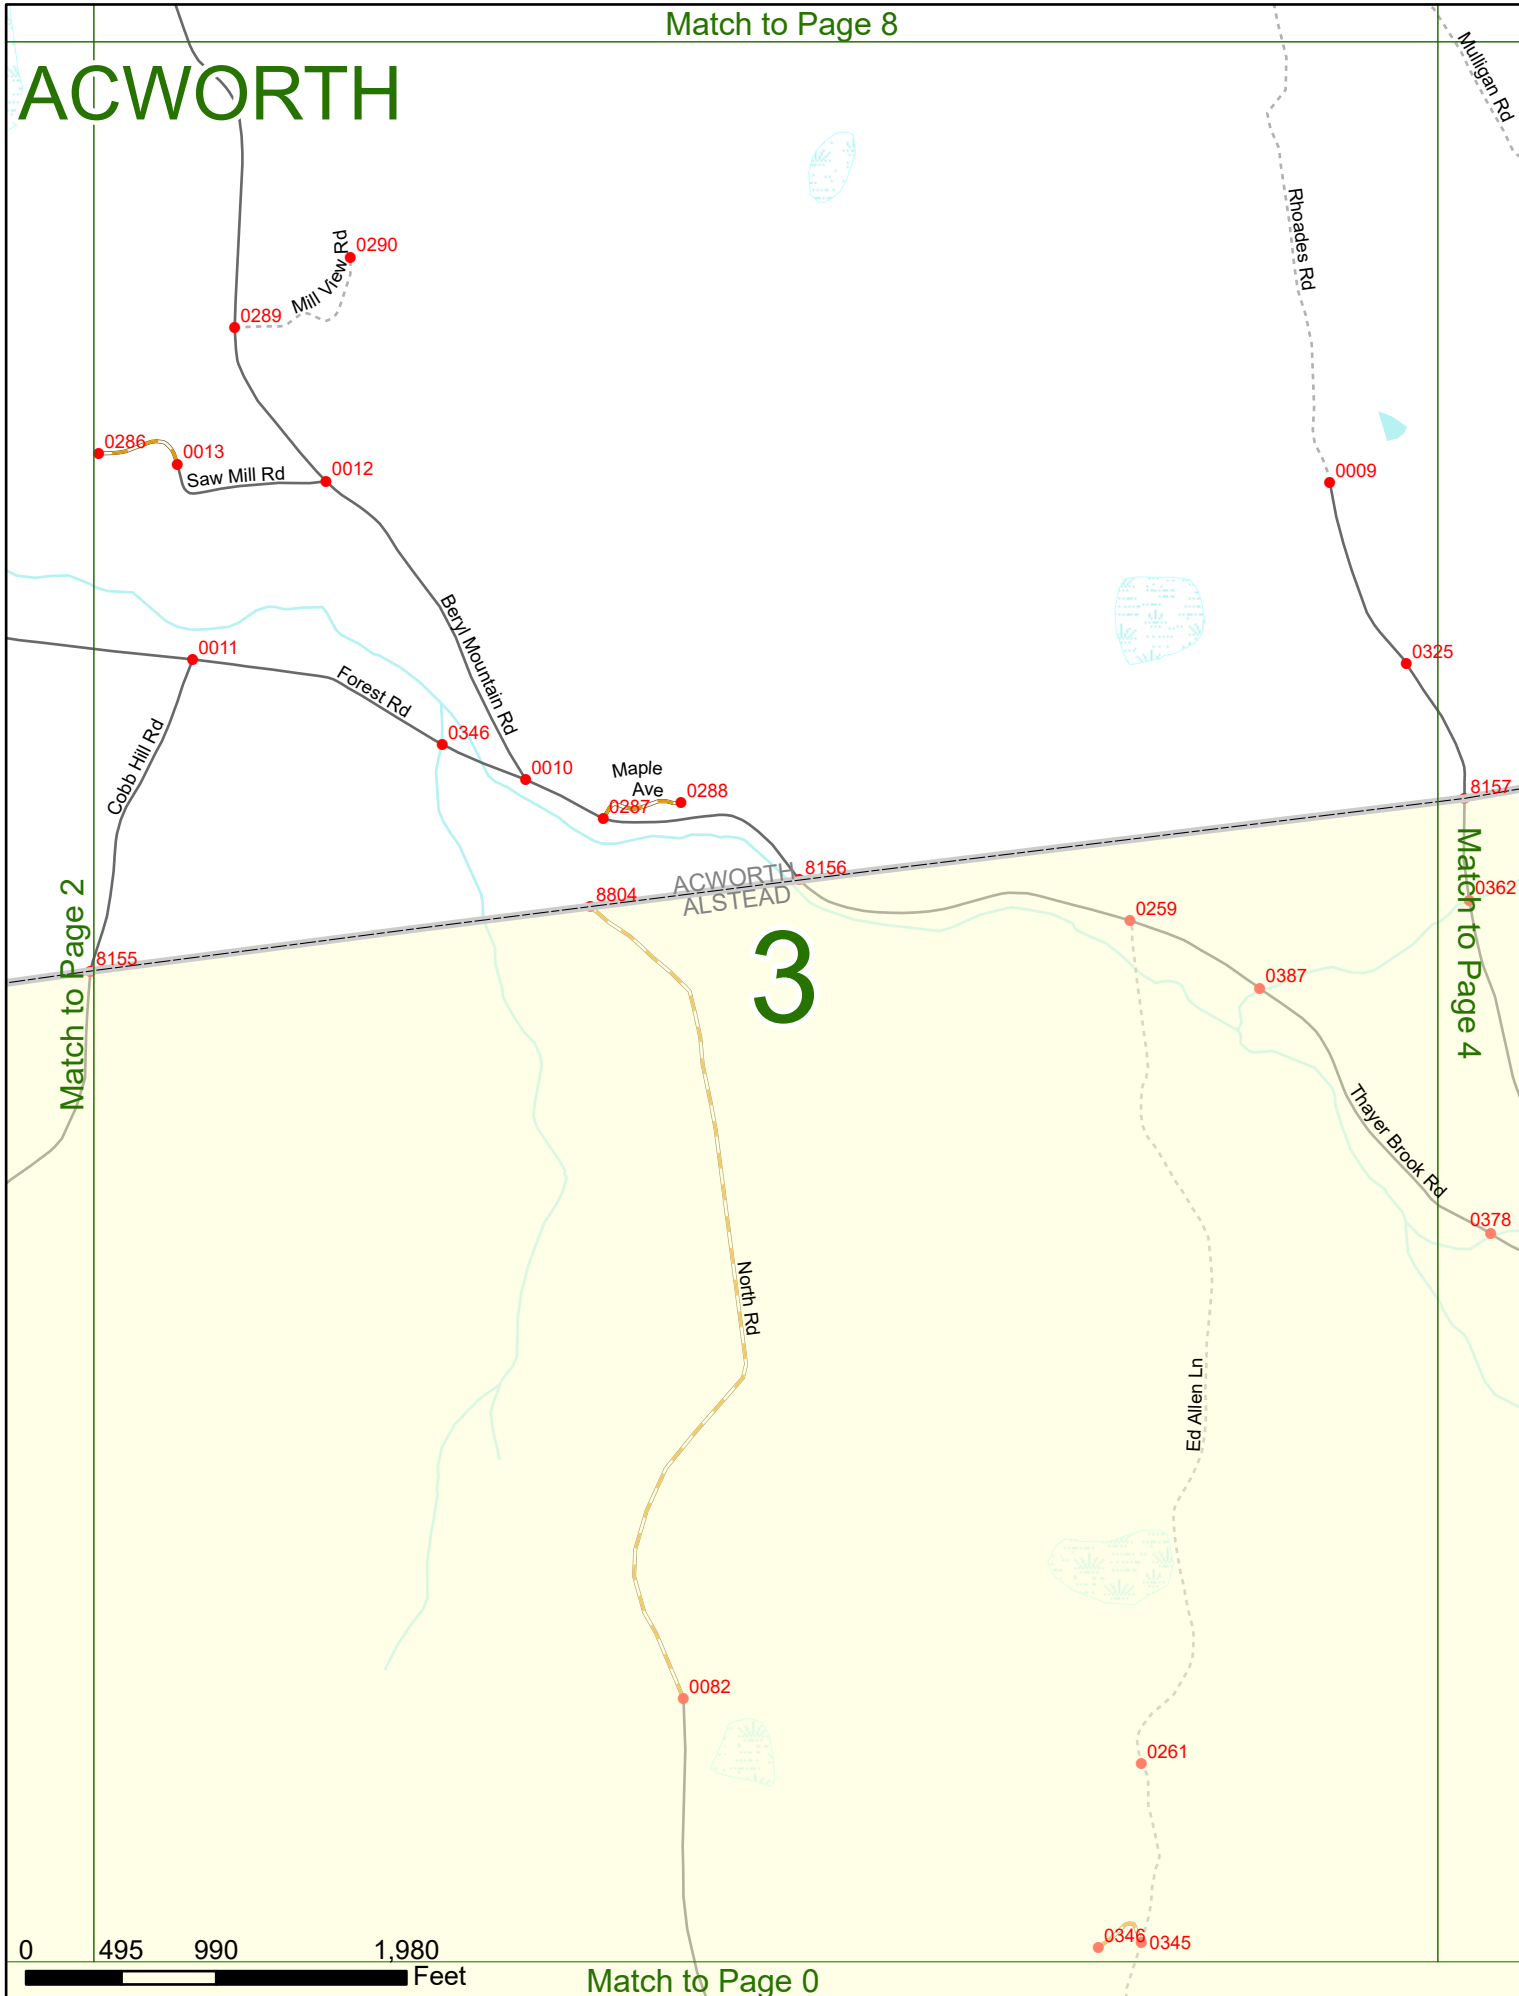 Match to Page 8
ACWORTH
Mulligan Rd
Rhoades Rd
Mill View Rd
0290
0289
0286
0013
Saw Mill Rd
0012
0009
Beryl Mountain Rd
0011
Forest Rd
0325
Cobb Hill Rd
0346
0010
Maple
Ave
0288
0287
8157
8156
ACWORTH
ALSTEAD
8804
0362
0259
Match to Page 2
8155
3
0387
Match to Page 4
Thayer Brook Rd
0378
North Rd
Ed Allen Ln
0082
0261
0346
0345
0 495 990 1,980
Feet
Match to Page 0